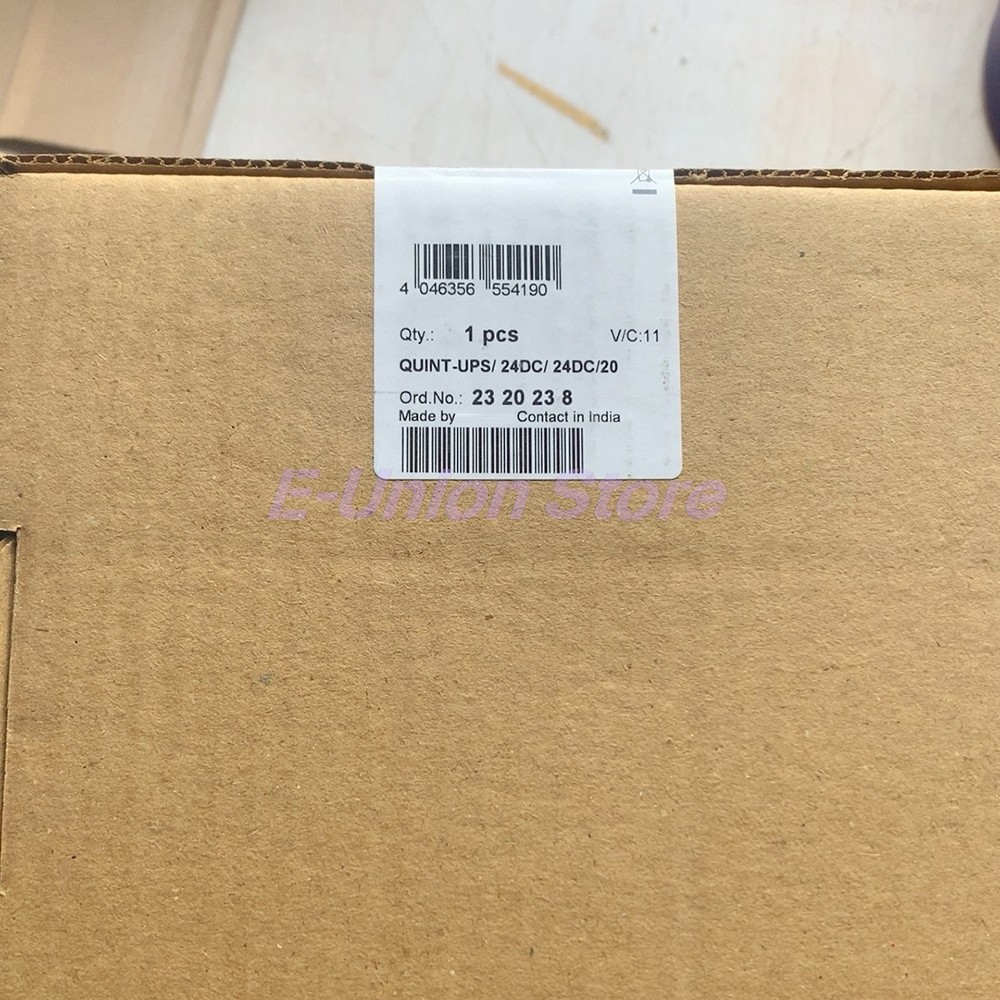 4 046356 554190
Qty.: 1 pcs V/C:11
QUINT-UPS/ 24DC/ 24DC/20
Ord.No.: 23 20 23 8
Made by Contact in India
E-Union Store